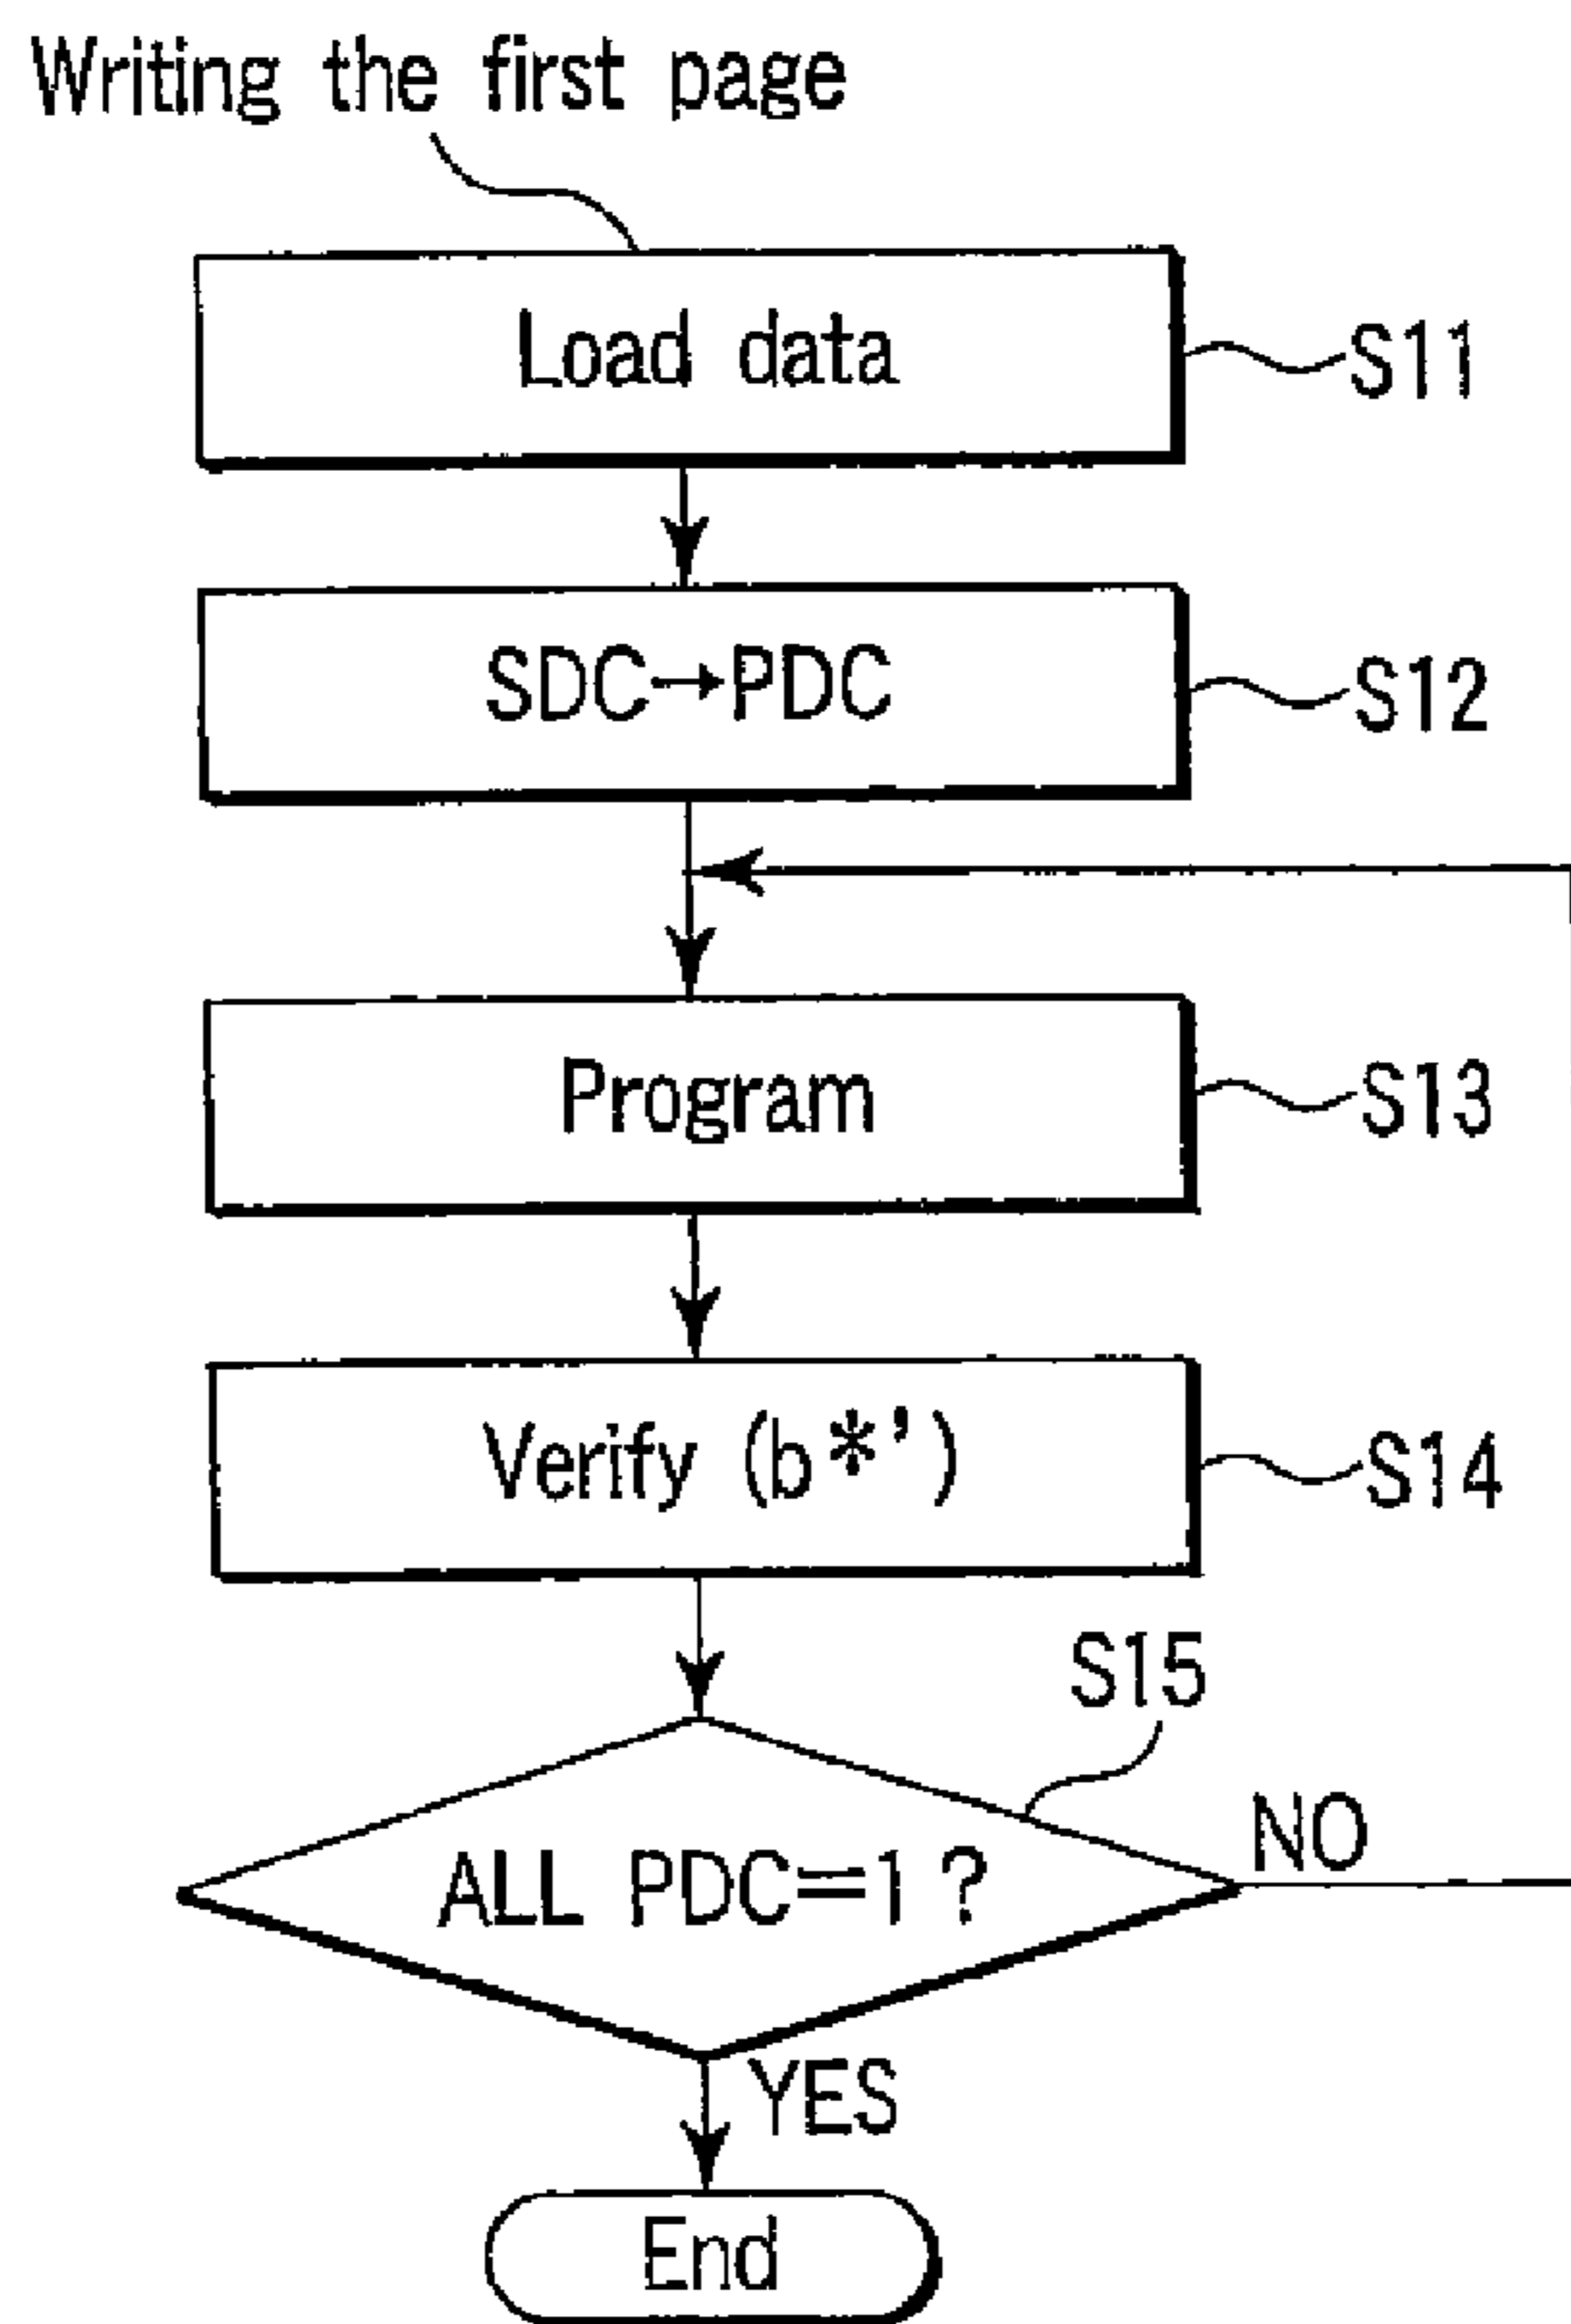 Writing the first page
Load data
S11
SDC→PDC
S12
Program
S13
Verify (b*')
S14
S15
ALL PDC=1 ?
NO
YES
End